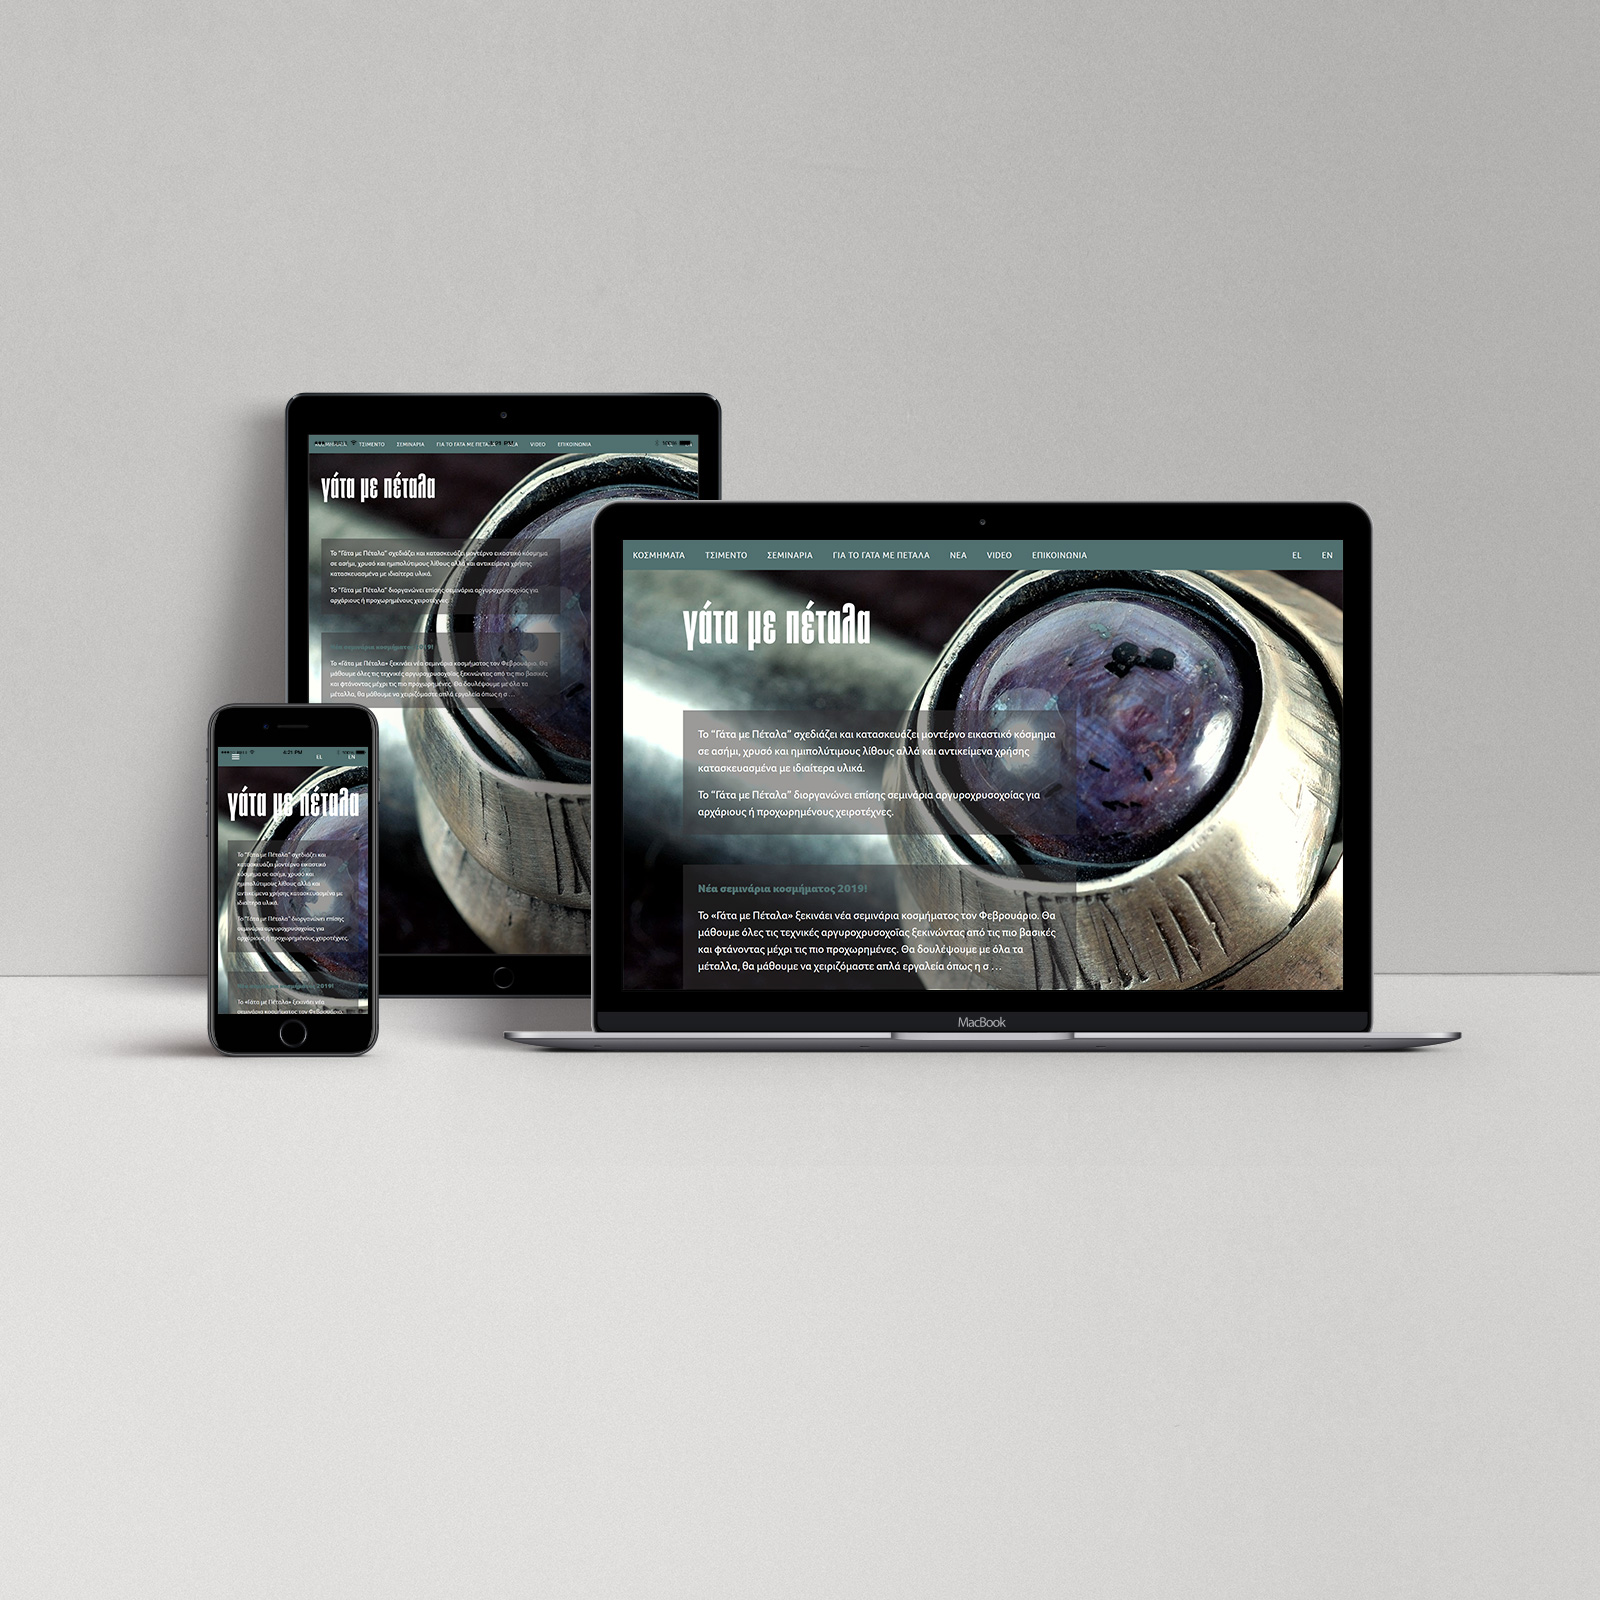 ΤΣΙΜΕΝΤΟ ΣΕΜΙΝΑΡΙΑ ΓΙΑ ΤΟ ΓΑΤΑ ΜΕ VIDEO ΕΠΙΚΟΙΝΩΝΙΑ
γάτα με πέταλα
Το “Γάτα με Πέταλα” σχεδιάζει και κατασκευάζει μοντέρνο εικαστικό κόσμημα
σε ασήμι, χρυσό και ημιπολύτιμους λίθους αλλά και αντικείμενα χρήσης
κατασκευασμένα με ιδιαίτερα υλικά.
Το “Γάτα με Πέταλα” διοργανώνει επίσης σεμινάρια αργυροχρυσοχοΐας για
αρχάριους ή προχωρημένους χειροτέχνες.
Νέα σεμινάρια κοσμήματος 2019!
Το «Γάτα με Πέταλα» ξεκινάει νέα σεμινάρια κοσμήματος τον Φεβρουάριο. Θα
μάθουμε όλες τις τεχνικές αργυροχρυσοχοΐας ξεκινώντας από τις πιο βασικές
και φτάνοντας μέχρι τις πιο προχωρημένες. Θα δουλέψουμε με όλα τα
μέταλλα, θα μάθουμε να χειριζόμαστε απλά εργαλεία όπως η σ …
ΚΟΣΜΗΜΑΤΑ ΤΣΙΜΕΝΤΟ ΣΕΜΙΝΑΡΙΑ ΓΙΑ ΤΟ ΓΑΤΑ ΜΕ ΠΕΤΑΛΑ ΝΕΑ VIDEO ΕΠΙΚΟΙΝΩΝΙΑ EL EN
γάτα με πέταλα
Το “Γάτα με Πέταλα” σχεδιάζει και κατασκευάζει μοντέρνο εικαστικό κόσμημα
σε ασήμι, χρυσό και ημιπολύτιμους λίθους αλλά και αντικείμενα χρήσης
κατασκευασμένα με ιδιαίτερα υλικά.
Το “Γάτα με Πέταλα” διοργανώνει επίσης σεμινάρια αργυροχρυσοχοΐας για
αρχάριους ή προχωρημένους χειροτέχνες.
Νέα σεμινάρια κοσμήματος 2019!
Το «Γάτα με Πέταλα» ξεκινάει νέα σεμινάρια κοσμήματος τον Φεβρουάριο. Θα
μάθουμε όλες τις τεχνικές αργυροχρυσοχοΐας ξεκινώντας από τις πιο βασικές
και φτάνοντας μέχρι τις πιο προχωρημένες. Θα δουλέψουμε με όλα τα
μέταλλα, θα μάθουμε να χειριζόμαστε απλά εργαλεία όπως η σ …
MacBook
4:21 PM
EL EN
γάτα με πέταλα
Το “Γάτα με Πέταλα” σχεδιάζει και
κατασκευάζει μοντέρνο εικαστικό
κόσμημα σε ασήμι, χρυσό και
ημιπολύτιμους λίθους αλλά και
αντικείμενα χρήσης κατασκευασμένα με
ιδιαίτερα υλικά.
Το “Γάτα με Πέταλα” διοργανώνει επίσης
σεμινάρια αργυροχρυσοχοΐας για
αρχάριους ή προχωρημένους χειροτέχνες.
Νέα σεμινάρια κοσμήματος 2019!
Το «Γάτα με Πέταλα» ξεκινάει νέα
σεμινάρια κοσμήματος τον Φεβρουάριο.